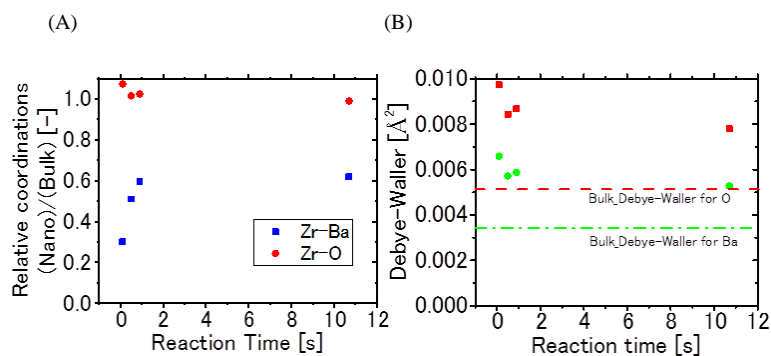 (A)
(B)
Relative coordinations
(Nano)/(Bulk) [-]
1.0
0.8
0.6
0.4
0.2
0.0
Zr-Ba
Zr-O
0 2 4 6 8 10 12
Reaction Time [s]
Debye-Waller [Å²]
0.010
0.008
0.006
0.004
0.002
0.000
Bulk_Debye-Waller for O
Bulk_Debye-Waller for Ba
0 2 4 6 8 10 12
Reaction time [s]